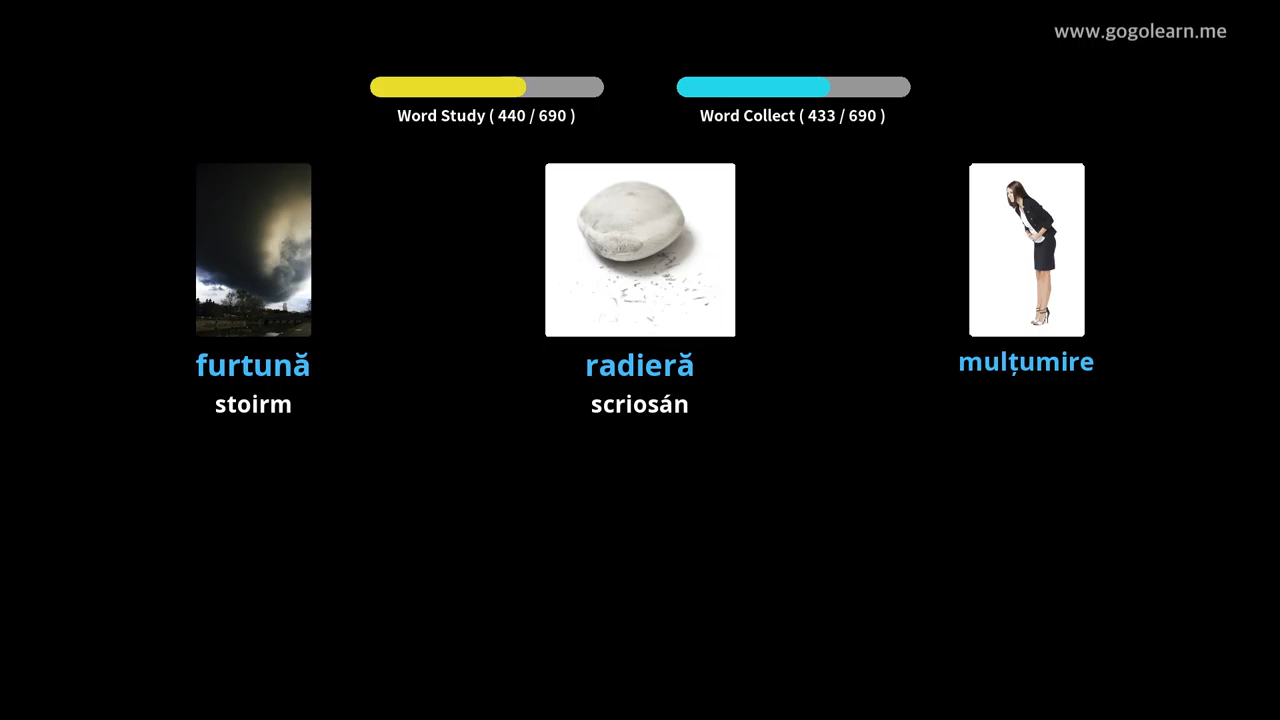 www.gogolearn.me
Word Study ( 440 / 690 )
Word Collect ( 433 / 690 )
furtună
radieră
mulțumire
stoirm
scriosán